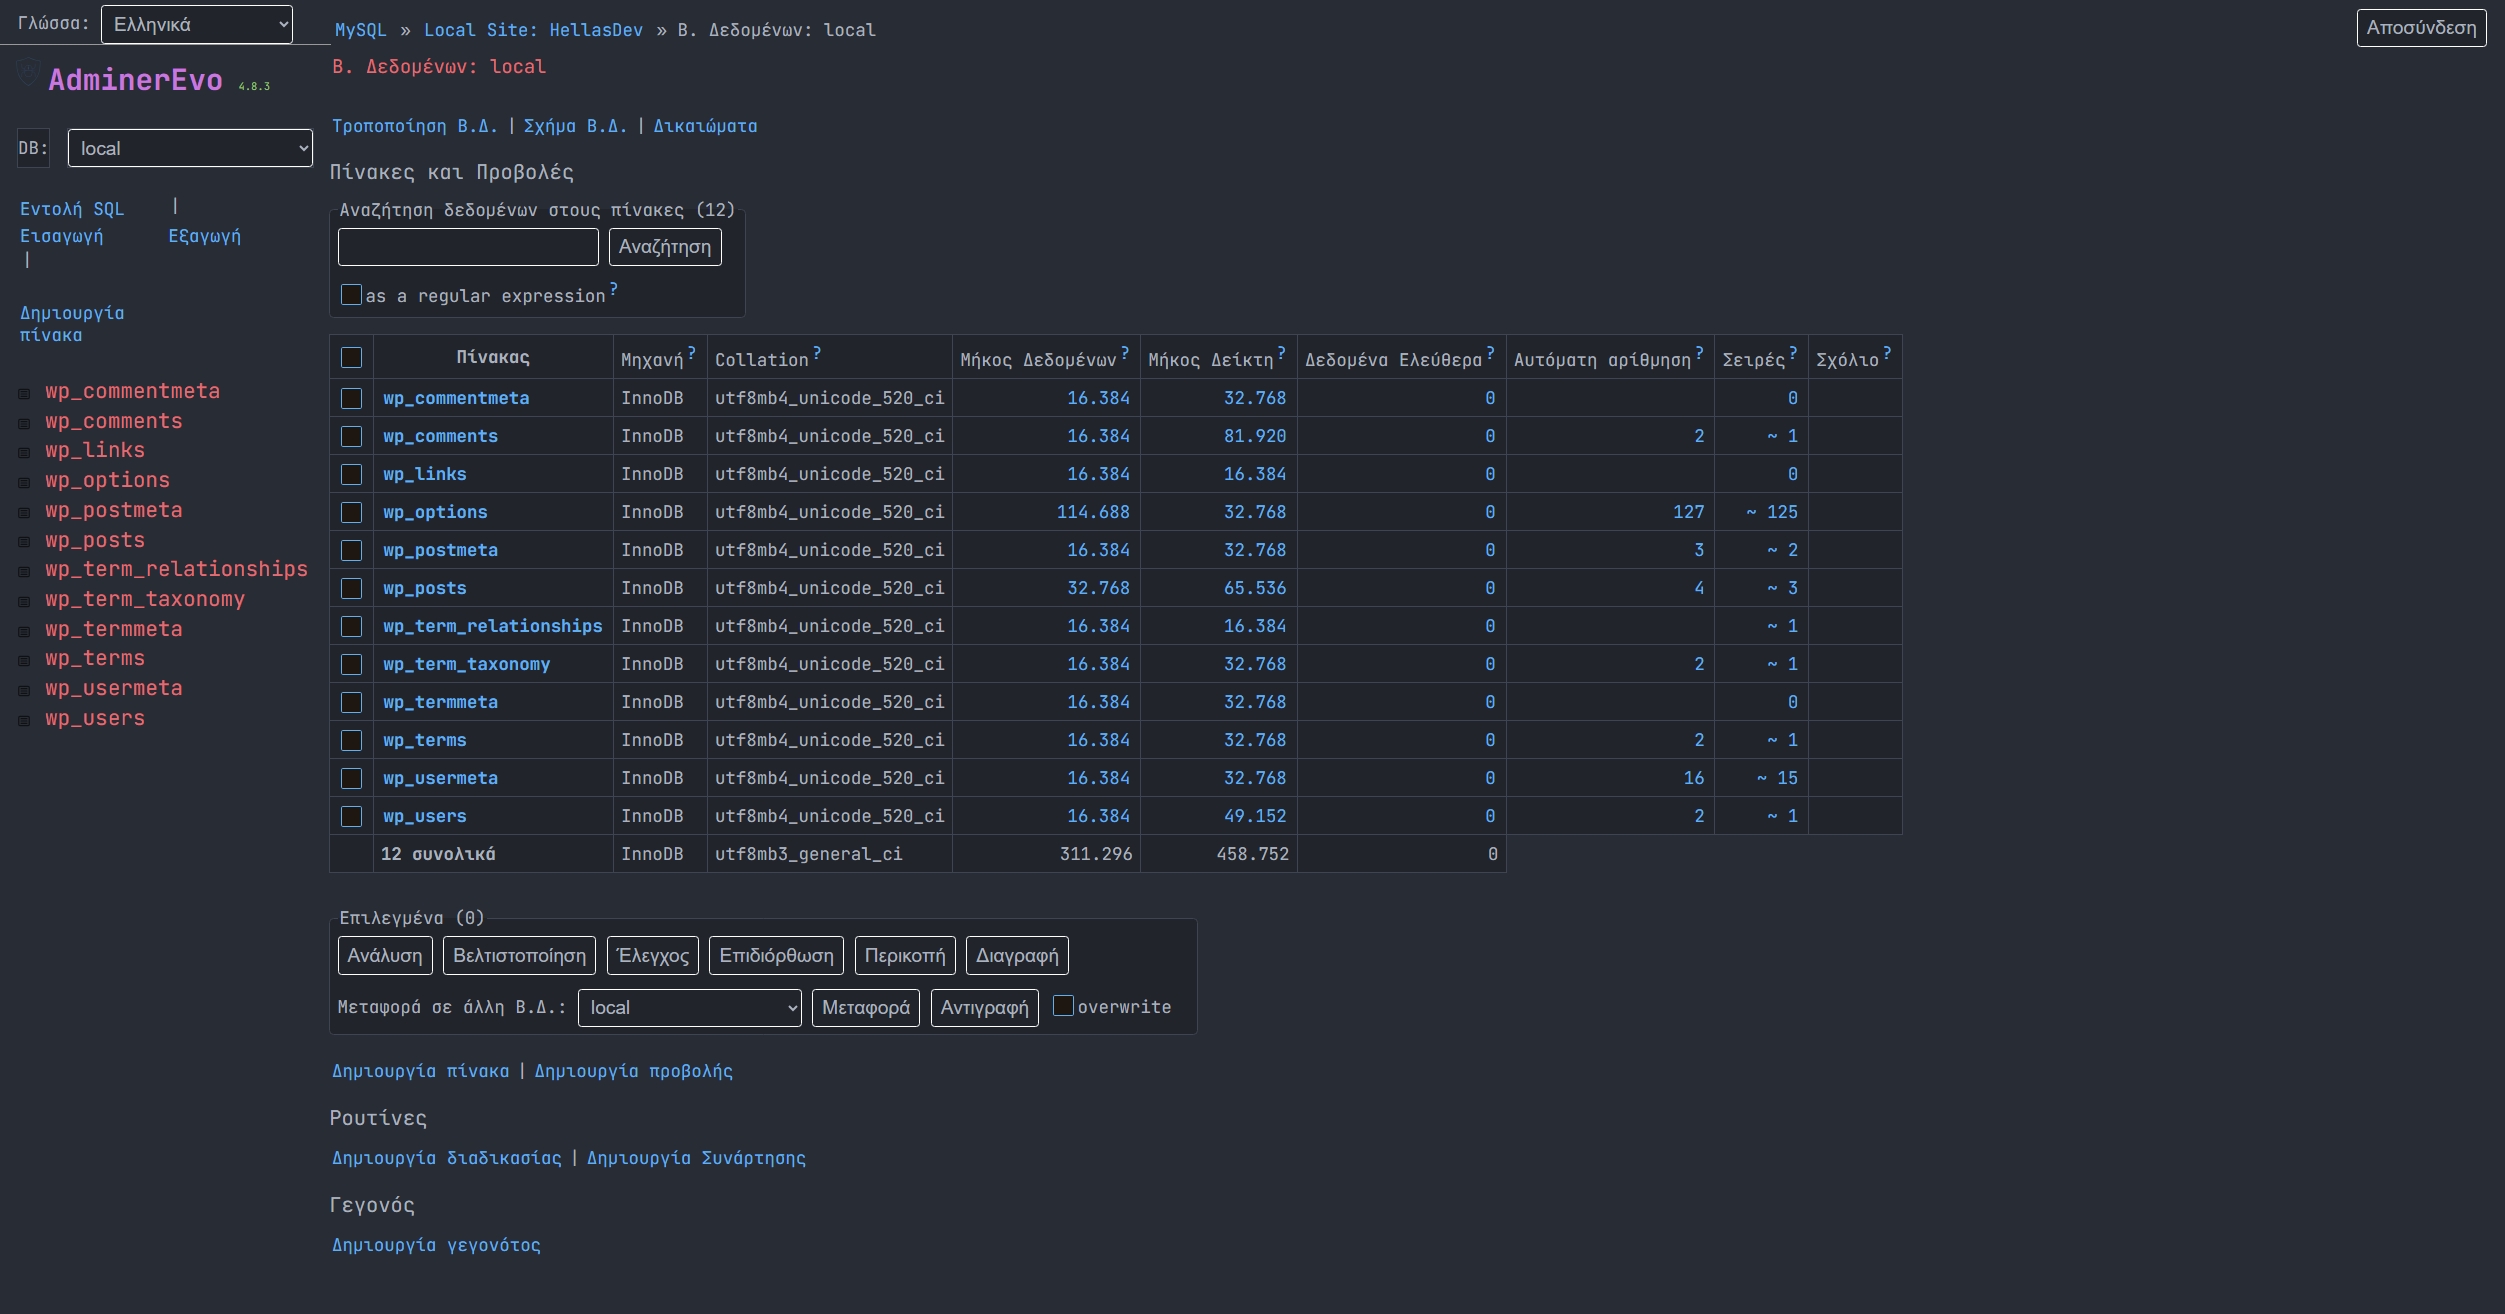 Γλώσσα: Ελληνικά
MySQL » Local Site: HellasDev » Β. Δεδομένων: local
Αποσύνδεση
AdminerEvo 4.8.3
Β. Δεδομένων: local
DB: local
Εντολή SQL |
Εισαγωγή Εξαγωγή
|
Δημιουργία
πίνακα
wp_commentmeta
wp_comments
wp_links
wp_options
wp_postmeta
wp_posts
wp_term_relationships
wp_term_taxonomy
wp_termmeta
wp_terms
wp_usermeta
wp_users
Τροποποίηση Β.Δ. | Σχήμα Β.Δ. | Δικαιώματα
Πίνακες και Προβολές
Αναζήτηση δεδομένων στους πίνακες (12)
Αναζήτηση
as a regular expression?
Πίνακας Μηχανή? Collation? Μήκος Δεδομένων? Μήκος Δείκτη? Δεδομένα Ελεύθερα? Αυτόματη αρίθμηση? Σειρές? Σχόλιο?
wp_commentmeta InnoDB utf8mb4_unicode_520_ci 16.384 32.768 0 0
wp_comments InnoDB utf8mb4_unicode_520_ci 16.384 81.920 0 2 ~ 1
wp_links InnoDB utf8mb4_unicode_520_ci 16.384 16.384 0 0
wp_options InnoDB utf8mb4_unicode_520_ci 114.688 32.768 0 127 ~ 125
wp_postmeta InnoDB utf8mb4_unicode_520_ci 16.384 32.768 0 3 ~ 2
wp_posts InnoDB utf8mb4_unicode_520_ci 32.768 65.536 0 4 ~ 3
wp_term_relationships InnoDB utf8mb4_unicode_520_ci 16.384 16.384 0 ~ 1
wp_term_taxonomy InnoDB utf8mb4_unicode_520_ci 16.384 32.768 0 2 ~ 1
wp_termmeta InnoDB utf8mb4_unicode_520_ci 16.384 32.768 0 0
wp_terms InnoDB utf8mb4_unicode_520_ci 16.384 32.768 0 2 ~ 1
wp_usermeta InnoDB utf8mb4_unicode_520_ci 16.384 32.768 0 16 ~ 15
wp_users InnoDB utf8mb4_unicode_520_ci 16.384 49.152 0 2 ~ 1
12 συνολικά InnoDB utf8mb3_general_ci 311.296 458.752 0
Επιλεγμένα (0)
Ανάλυση Βελτιστοποίηση Έλεγχος Επιδιόρθωση Περικοπή Διαγραφή
Μεταφορά σε άλλη Β.Δ.: local Μεταφορά Αντιγραφή overwrite
Δημιουργία πίνακα | Δημιουργία προβολής
Ρουτίνες
Δημιουργία διαδικασίας | Δημιουργία Συνάρτησης
Γεγονός
Δημιουργία γεγονότος